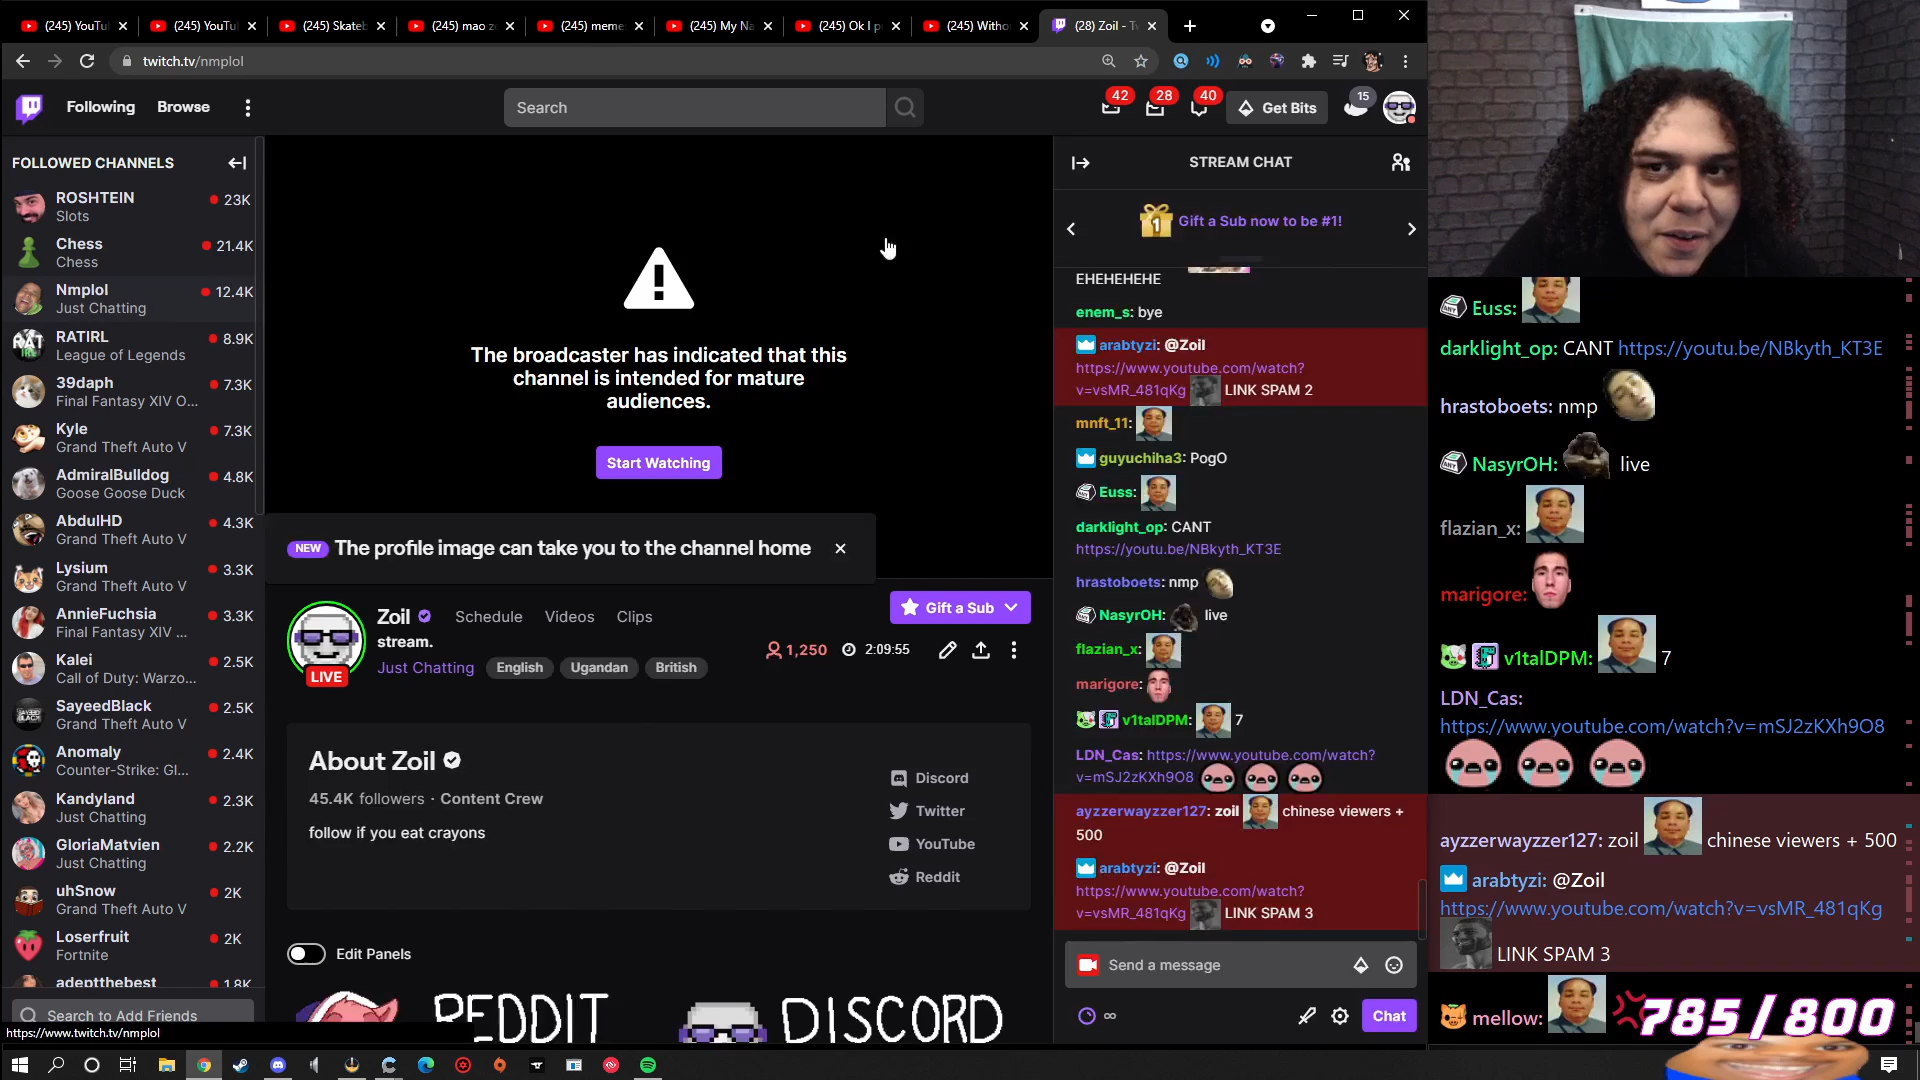 (245) YouTu
(245) YouTu
(245) Skateb
(245) mao ze
(245) meme
(245) My Na
(245) Ok I p
(245) Witho
(28) Zoil - Tw
twitch.tv/nmplol
Following
Browse
Search
42
28
40
Get Bits
15
FOLLOWED CHANNELS
ROSHTEIN
23K
Slots
Chess
21.4K
Chess
Nmplol
12.4K
Just Chatting
RATIRL
8.9K
League of Legends
39daph
7.3K
Final Fantasy XIV O...
Kyle
7.3K
Grand Theft Auto V
AdmiralBulldog
4.8K
Goose Goose Duck
AbdulHD
4.3K
Grand Theft Auto V
Lysium
3.3K
Grand Theft Auto V
AnnieFuchsia
3.3K
Final Fantasy XIV ...
Kalei
2.5K
Call of Duty: Warzo...
SayeedBlack
2.5K
Grand Theft Auto V
Anomaly
2.4K
Counter-Strike: Gl...
Kandyland
2.3K
Just Chatting
GloriaMatvien
2.2K
Just Chatting
uhSnow
2K
Grand Theft Auto V
Loserfruit
2K
Fortnite
adeptthebest
1.8K
Search to Add Friends
https://www.twitch.tv/nmplol
The broadcaster has indicated that this
channel is intended for mature
audiences.
Start Watching
NEW The profile image can take you to the channel home
Zoil
Schedule
Videos
Clips
Gift a Sub
stream.
1,250
2:09:55
Just Chatting
English
Ugandan
British
LIVE
About Zoil
45.4K followers · Content Crew
follow if you eat crayons
Discord
Twitter
YouTube
Reddit
Edit Panels
REDDIT
DISCORD
STREAM CHAT
Gift a Sub now to be #1!
1
EHEHEHEHE
enem_s: bye
arabtyzi: @Zoil
https://www.youtube.com/watch?
v=vsMR_481qKg LINK SPAM 2
mnft_11:
guyuchiha3: PogO
Euss:
darklight_op: CANT
https://youtu.be/NBkyth_KT3E
hrastoboets: nmp
NasyrOH: live
flazian_x:
marigore:
v1talDPM: 7
LDN_Cas: https://www.youtube.com/watch?
v=mSJ2zKXh9O8
ayzzerwayzzer127: zoil chinese viewers +
500
arabtyzi: @Zoil
https://www.youtube.com/watch?
v=vsMR_481qKg LINK SPAM 3
Send a message
∞
Chat
Euss:
darklight_op: CANT https://youtu.be/NBkyth_KT3E
hrastoboets: nmp
NasyrOH: live
flazian_x:
marigore:
v1talDPM: 7
LDN_Cas:
https://www.youtube.com/watch?v=mSJ2zKXh9O8
ayzzerwayzzer127: zoil chinese viewers + 500
arabtyzi: @Zoil
https://www.youtube.com/watch?v=vsMR_481qKg
LINK SPAM 3
mellow:
785/800